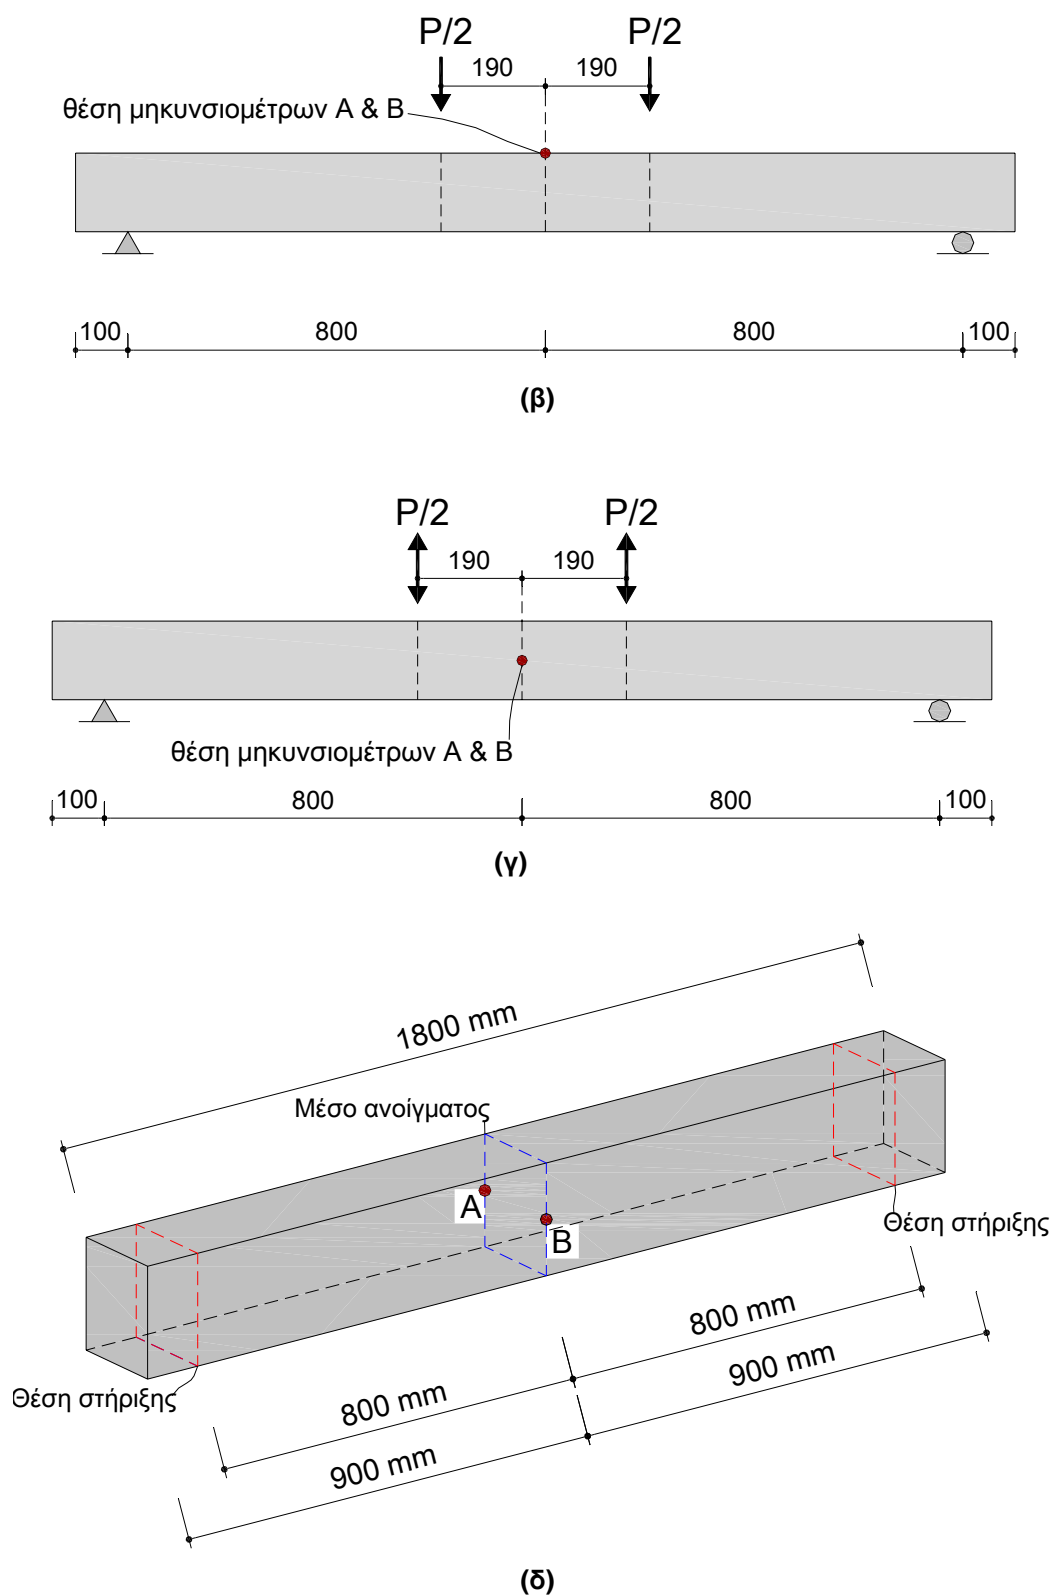 P/2 P/2
190 190
θέση μηκυνσιομέτρων Α & Β
100 800 800 100
(β)
P/2 P/2
190 190
θέση μηκυνσιομέτρων Α & Β
100 800 800 100
(γ)
1800 mm
Μέσο ανοίγματος
A
B
Θέση στήριξης
Θέση στήριξης
800 mm
900 mm
800 mm
900 mm
(δ)